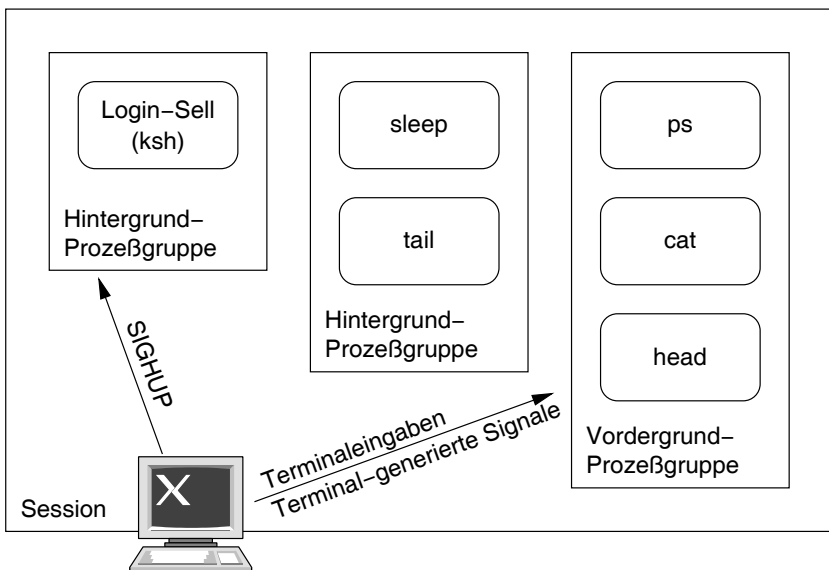 Login–Sell
(ksh)
Hintergrund–
Prozeßgruppe
sleep
tail
Hintergrund–
Prozeßgruppe
ps
cat
head
Vordergrund–
Prozeßgruppe
SIGHUP
Terminaleingaben
Terminal–generierte Signale
X
Session